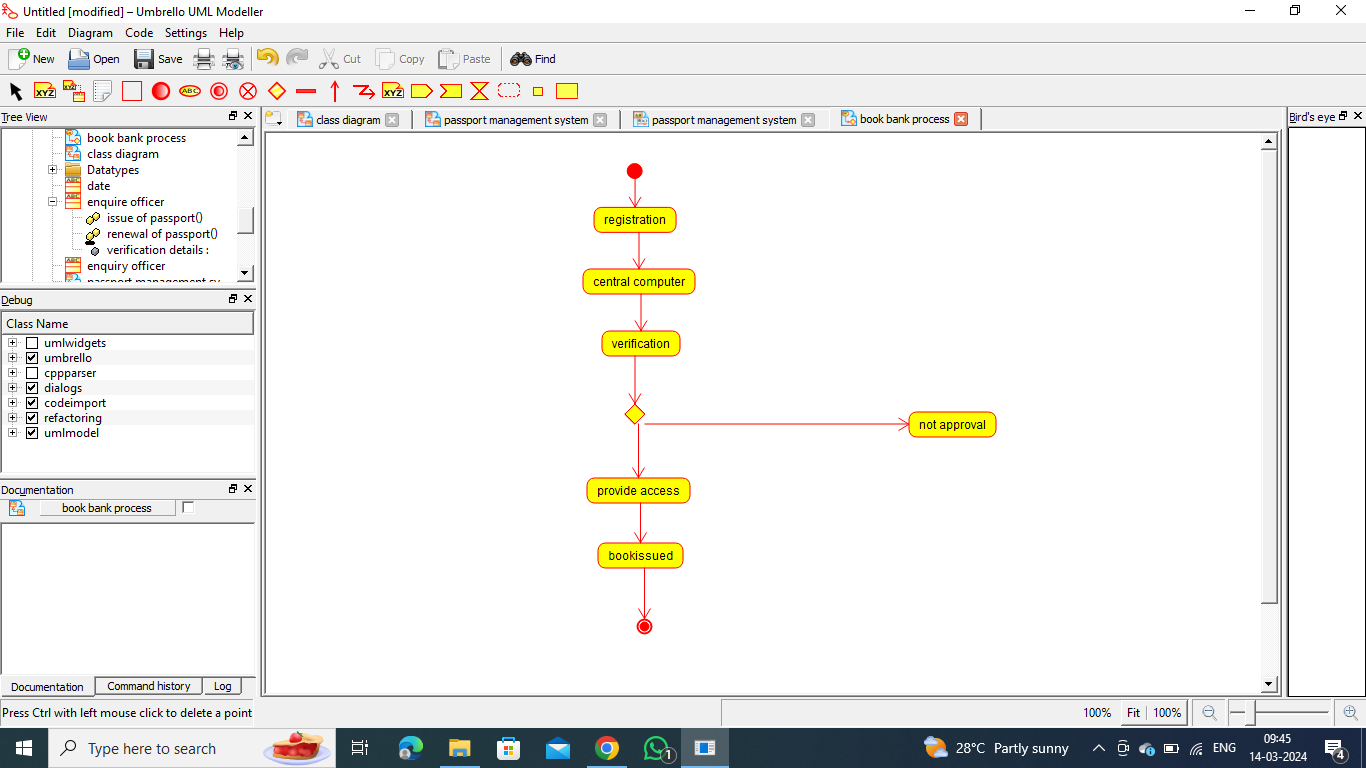 Untitled [modified] – Umbrello UML Modeller
File Edit Diagram Code Settings Help
New Open Save Cut Copy Paste Find
XYZ XYZ ABC XYZ
Tree View
book bank process
class diagram
Datatypes
date
enquire officer
issue of passport()
renewal of passport()
verification details :
enquiry officer
Debug
Class Name
umlwidgets
umbrello
cppparser
dialogs
codeimport
refactoring
umlmodel
Documentation
book bank process
Documentation Command history Log
class diagram passport management system passport management system book bank process
registration
central computer
verification
not approval
provide access
bookissued
Bird's eye
Press Ctrl with left mouse click to delete a point
100% Fit 100%
Type here to search
1
28°C Partly sunny
ENG
09:45
14-03-2024
4